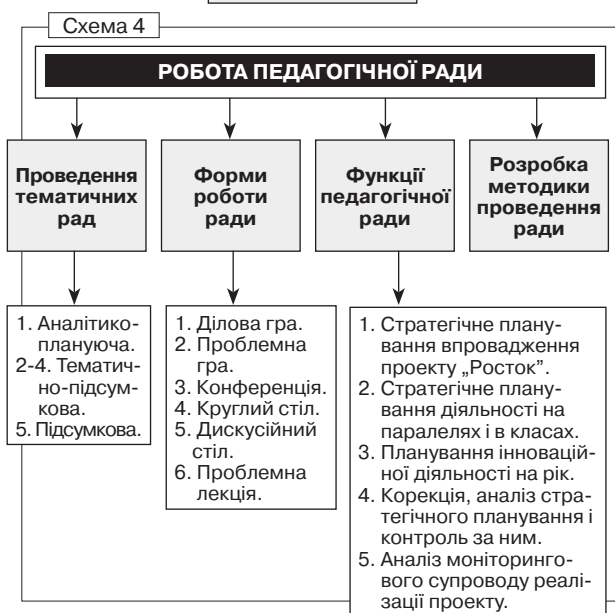 Схема 4
РОБОТА ПЕДАГОГІЧНОЇ РАДИ
Проведення
тематичних
рад
Форми
роботи
ради
Функції
педагогічної
ради
Розробка
методики
проведення
ради
1. Аналітико-
плануюча.
2-4. Тематич-
но-підсум-
кова.
5. Підсумкова.
1. Ділова гра.
2. Проблемна
гра.
3. Конференція.
4. Круглий стіл.
5. Дискусійний
стіл.
6. Проблемна
лекція.
1. Стратегічне плану-
вання впровадження
проекту „Росток”.
2. Стратегічне плану-
вання діяльності на
паралелях і в класах.
3. Планування інновацій-
ної діяльності на рік.
4. Корекція, аналіз стра-
тегічного планування і
контроль за ним.
5. Аналіз моніторинго-
вого супроводу реалі-
зації проекту.